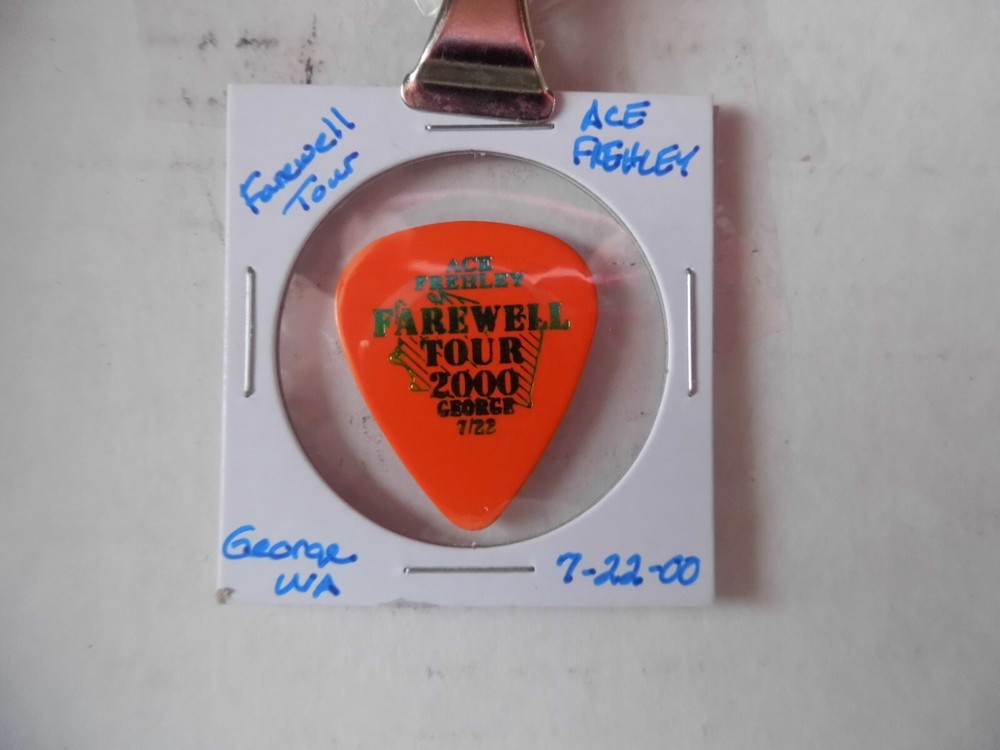 Farewell
Tour
ACE
FREHLEY
ACE
FREHLEY
FAREWELL
TOUR
2000
GEORGE
7/22
George
WA
7-22-00